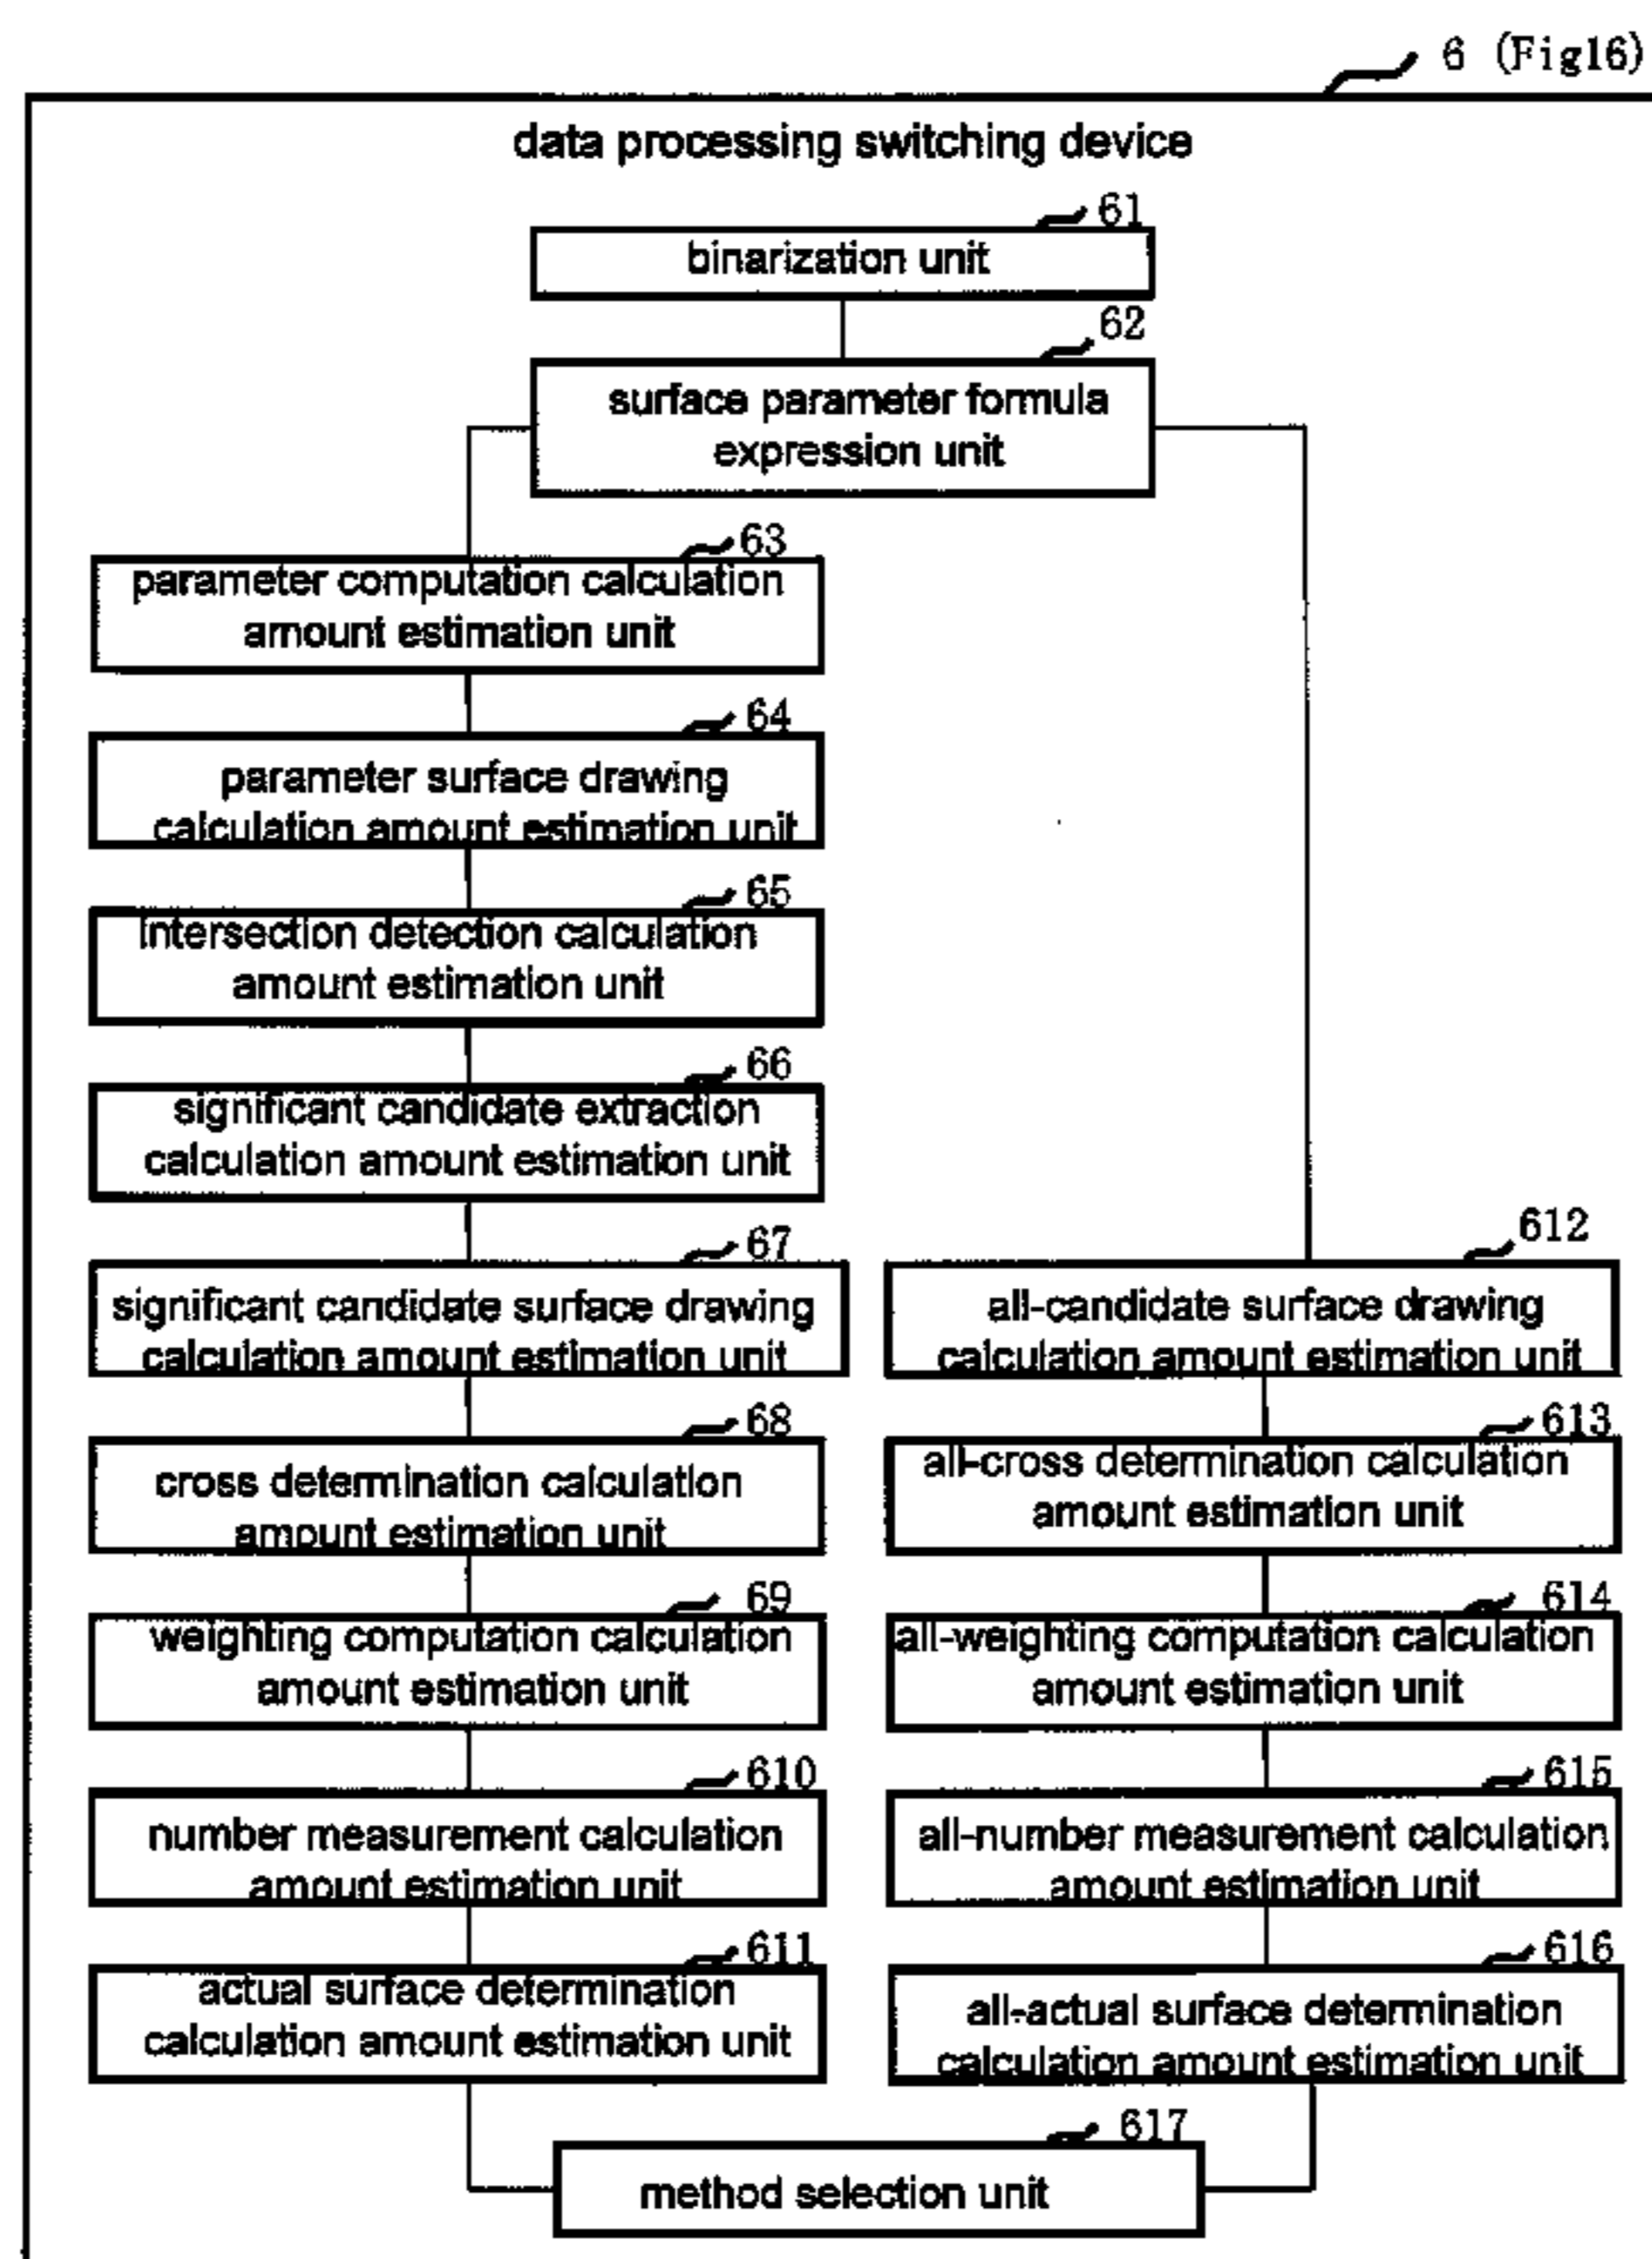 6 (Fig16)
data processing switching device
61
binarization unit
62
surface parameter formula
expression unit
63
parameter computation calculation
amount estimation unit
64
parameter surface drawing
calculation amount estimation unit
65
intersection detection calculation
amount estimation unit
66
significant candidate extraction
calculation amount estimation unit
67
significant candidate surface drawing
calculation amount estimation unit
612
all-candidate surface drawing
calculation amount estimation unit
68
cross determination calculation
amount estimation unit
613
all-cross determination calculation
amount estimation unit
69
weighting computation calculation
amount estimation unit
614
all-weighting computation calculation
amount estimation unit
610
number measurement calculation
amount estimation unit
615
all-number measurement calculation
amount estimation unit
611
actual surface determination
calculation amount estimation unit
616
all-actual surface determination
calculation amount estimation unit
617
method selection unit